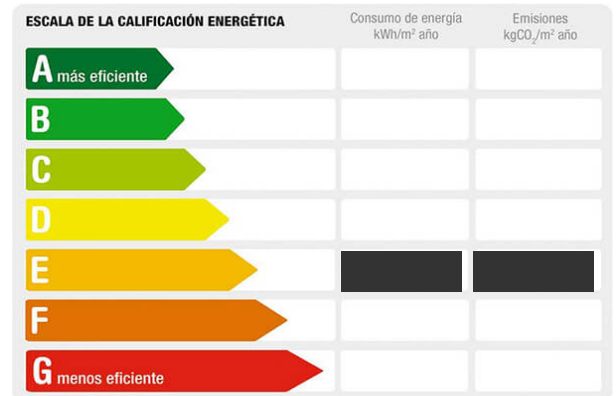 ESCALA DE LA CALIFICACIÓN ENERGÉTICA
Consumo de energía
kWh/m² año
Emisiones
kgCO₂/m² año
A más eficiente
B
C
D
E
F
G menos eficiente